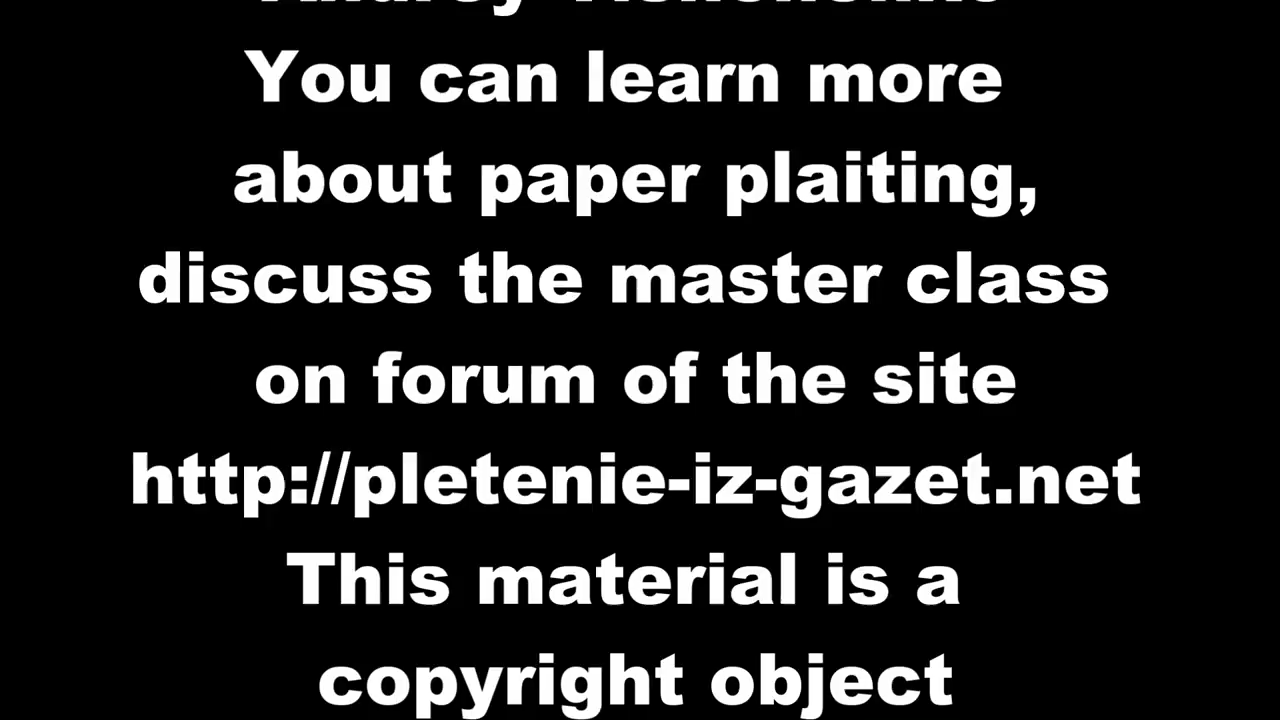 You can learn more
about paper plaiting,
discuss the master class
on forum of the site
http://pletenie-iz-gazet.net
This material is a
copyright object